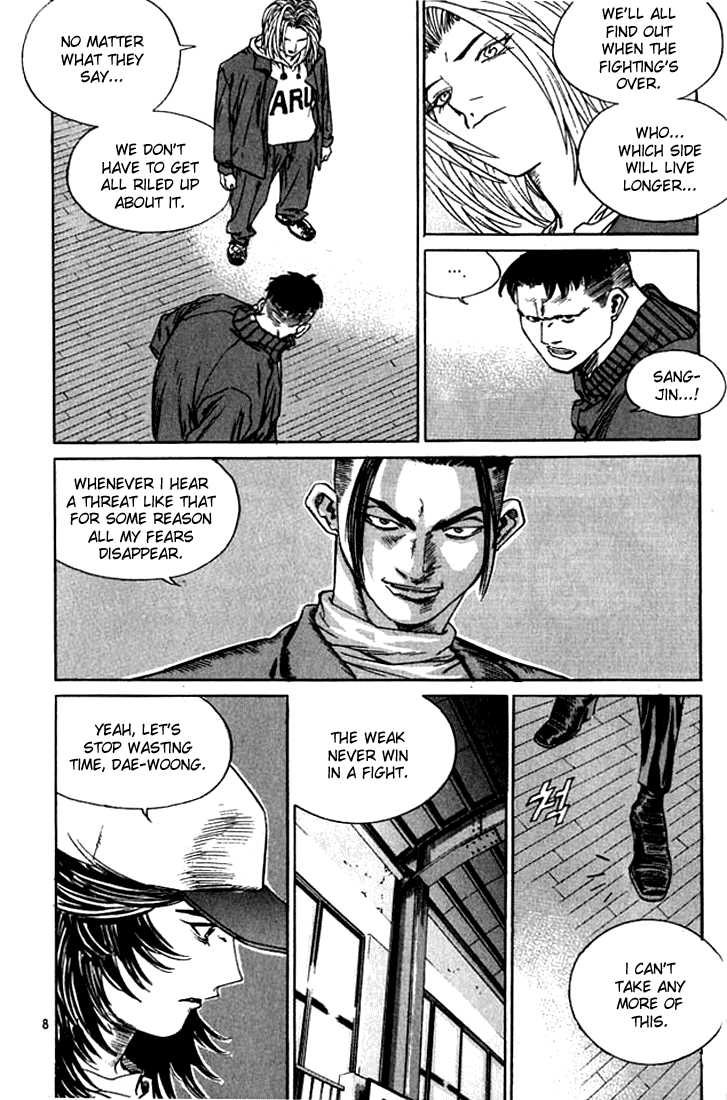 NO MATTER
WHAT THEY
SAY...
WE DON'T
HAVE TO GET
ALL RILED UP
ABOUT IT.
ARU
WE'LL ALL
FIND OUT
WHEN THE
FIGHTING'S
OVER.
WHO...
WHICH SIDE
WILL LIVE
LONGER...
....
SANG-
JIN...!
WHENEVER I HEAR
A THREAT LIKE THAT
FOR SOME REASON
ALL MY FEARS
DISAPPEAR.
YEAH, LET'S
STOP WASTING
TIME, DAE-WOONG.
THE WEAK
NEVER WIN
IN A FIGHT.
I CAN'T
TAKE ANY
MORE OF
THIS.
8